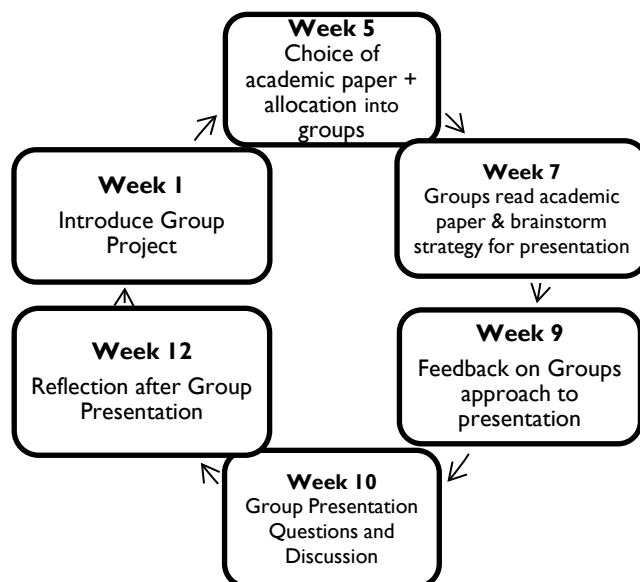 Week 5
Choice of
academic paper +
allocation into
groups
Week 7
Groups read academic
paper & brainstorm
strategy for presentation
Week 9
Feedback on Groups
approach to
presentation
Week 10
Group Presentation
Questions and
Discussion
Week 12
Reflection after Group
Presentation
Week 1
Introduce Group
Project